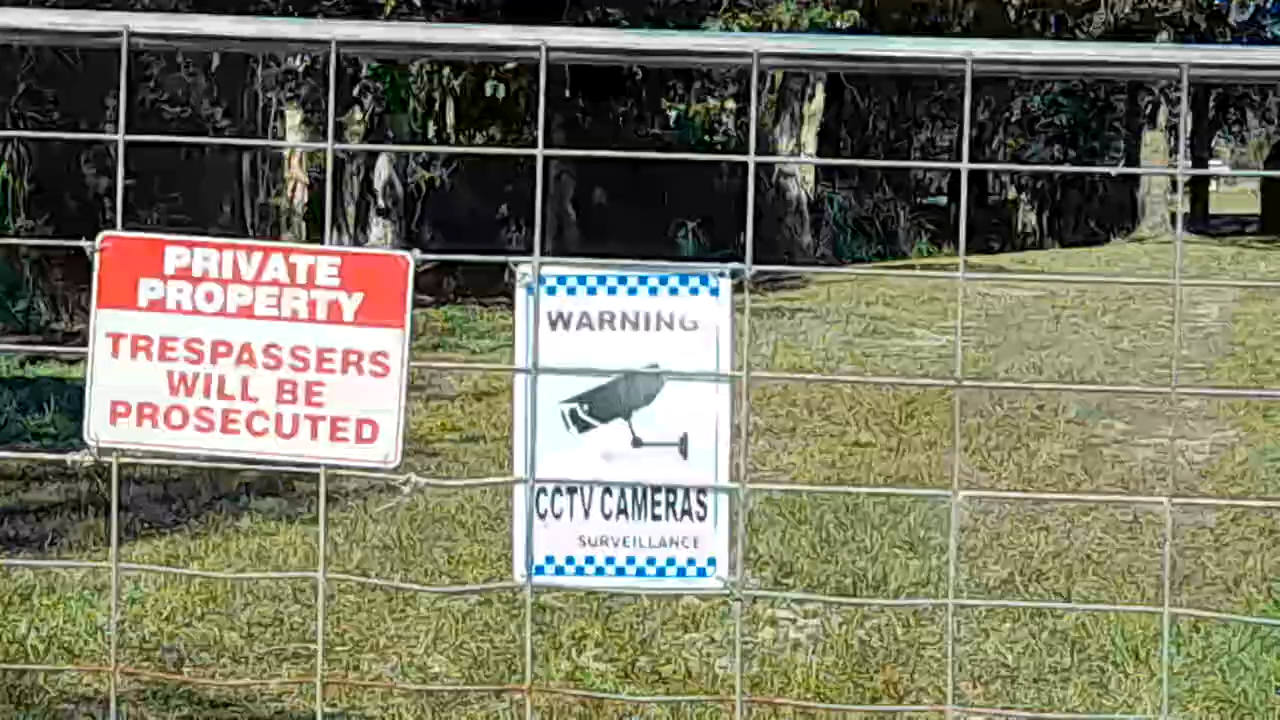 PRIVATE
PROPERTY
TRESPASSERS
WILL BE
PROSECUTED
WARNING
CCTV CAMERAS
SURVEILLANCE